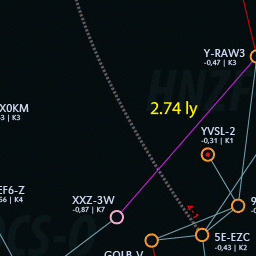 Y-RAW3
-0,47 | K3
2.74 ly
X0KM
-3 | K3
YVSL-2
-0,31 | K1
EF6-Z
56 | K4
XXZ-3W
-0,87 | K7
9
5E-EZC
-0,43 | K2
GOLB V